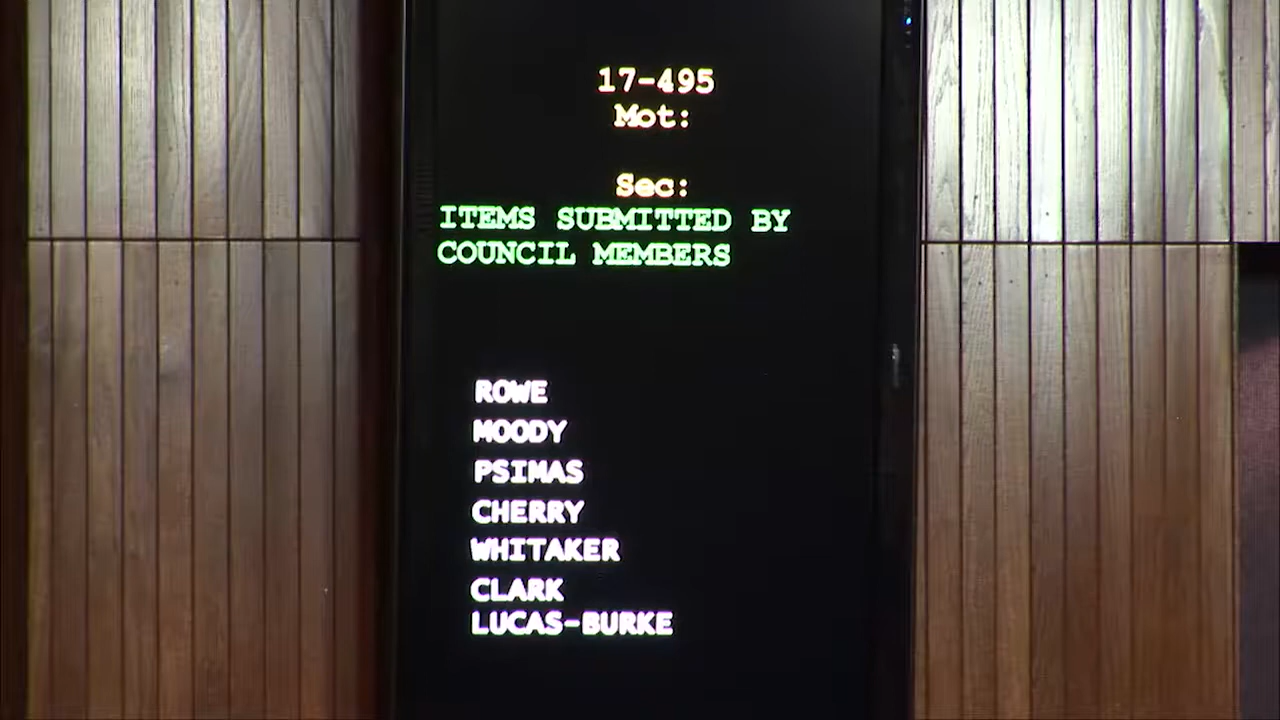 17-495
Mot:
Sec:
ITEMS SUBMITTED BY
COUNCIL MEMBERS
ROWE
MOODY
PSIMAS
CHERRY
WHITAKER
CLARK
LUCAS-BURKE